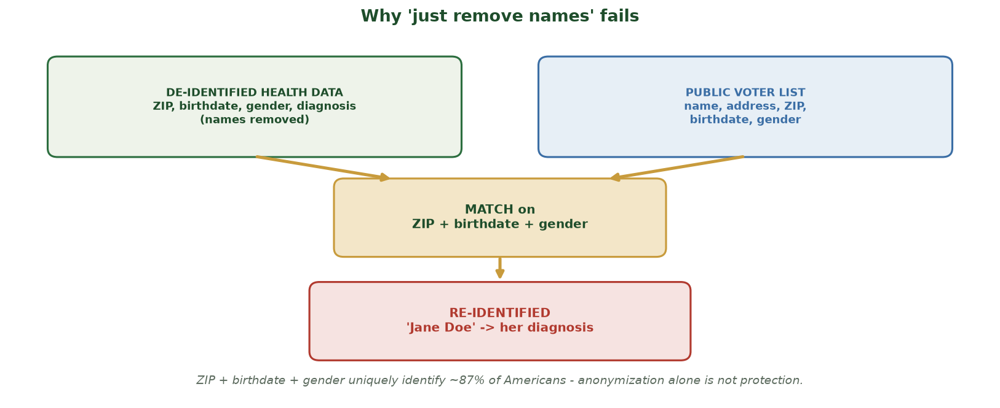 Why 'just remove names' fails
DE-IDENTIFIED HEALTH DATA
ZIP, birthdate, gender, diagnosis
(names removed)
PUBLIC VOTER LIST
name, address, ZIP,
birthdate, gender
MATCH on
ZIP + birthdate + gender
RE-IDENTIFIED
'Jane Doe' -> her diagnosis
ZIP + birthdate + gender uniquely identify ~87% of Americans - anonymization alone is not protection.